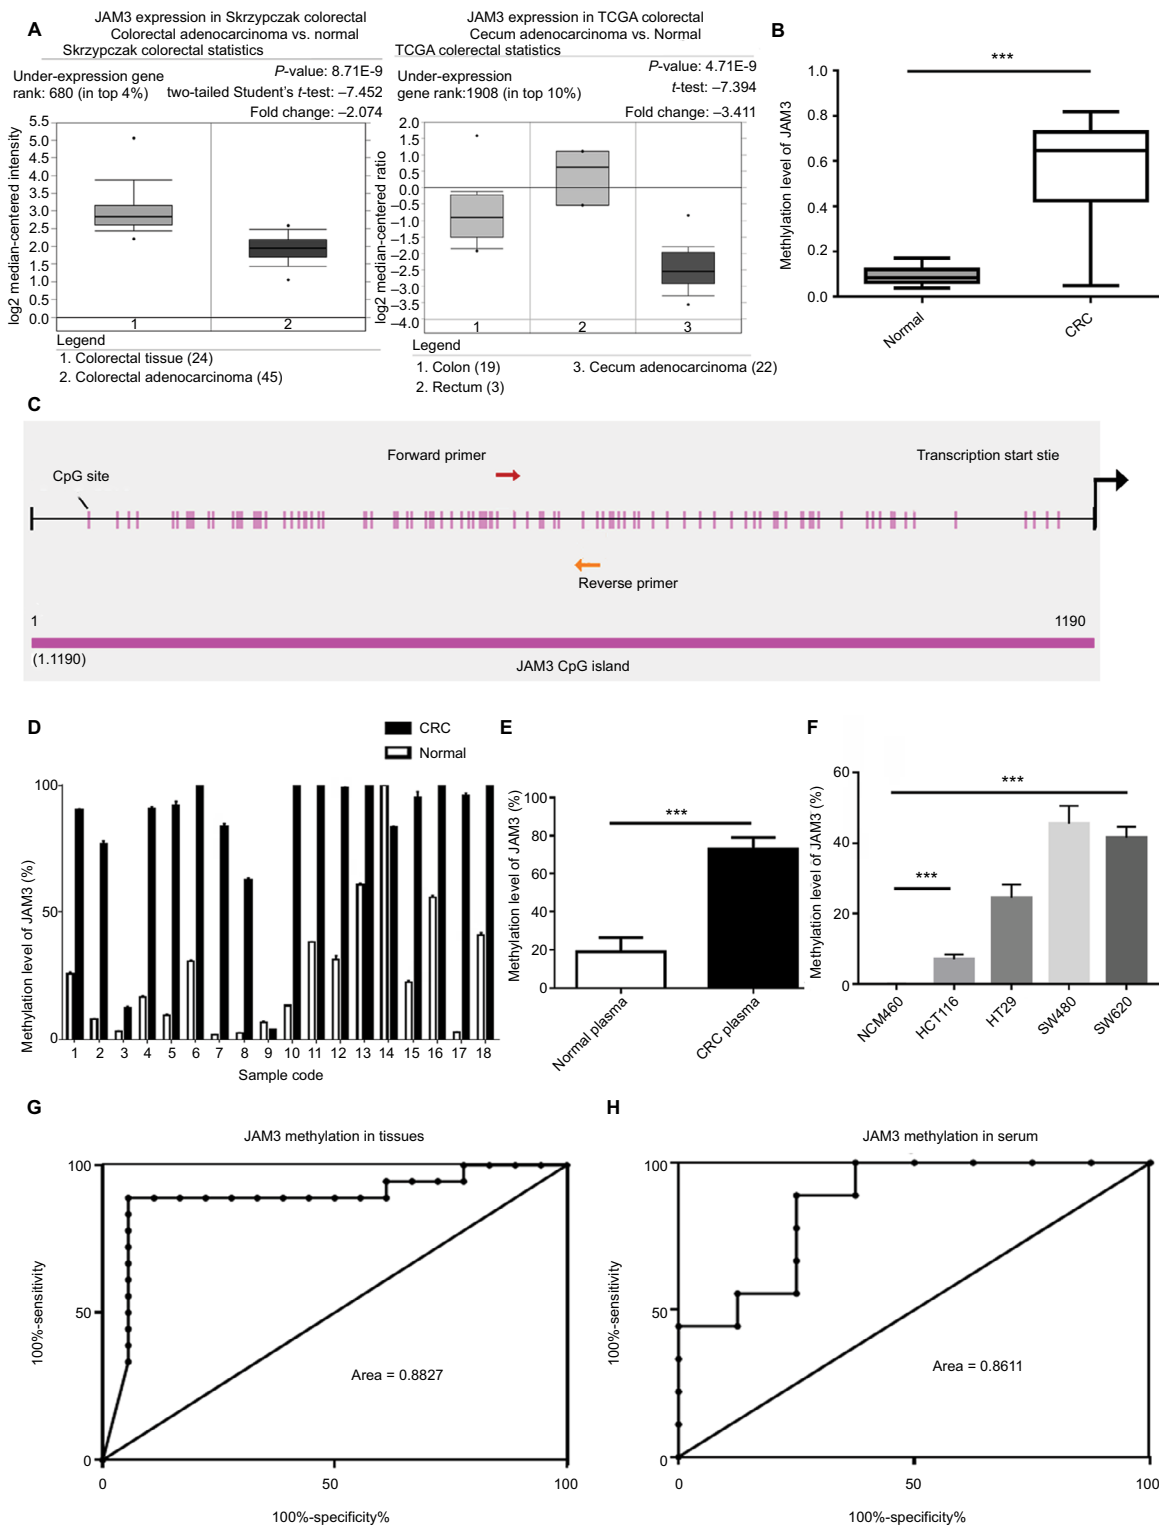 A
JAM3 expression in Skrzypczak colorectal
Colorectal adenocarcinoma vs. normal
Skrzypczak colorectal statistics
Under-expression gene
rank: 680 (in top 4%)
P-value: 8.71E-9
two-tailed Student's t-test: –7.452
Fold change: –2.074
log2 median-centered intensity
5.5
5.0
4.5
4.0
3.5
3.0
2.5
2.0
1.5
1.0
0.5
0.0
1
2
Legend
1. Colorectal tissue (24)
2. Colorectal adenocarcinoma (45)
JAM3 expression in TCGA colorectal
Cecum adenocarcinoma vs. Normal
TCGA colerectal statistics
Under-expression
gene rank:1908 (in top 10%)
P-value: 4.71E-9
t-test: –7.394
Fold change: –3.411
log2 median-centered ratio
2.0
1.5
1.0
0.5
0.0
–0.5
–1.0
–1.5
–2.0
–2.5
–3.0
–3.5
–4.0
1
2
3
Legend
1. Colon (19)
2. Rectum (3)
3. Cecum adenocarcinoma (22)
B
Methlylation level of JAM3
1.0
0.8
0.6
0.4
0.2
0.0
***
Normal
CRC
C
Forward primer
Transcription start stie
CpG site
Reverse primer
1
1190
(1.1190)
JAM3 CpG island
D
CRC
Normal
Methlylation level of JAM3 (%)
100
50
0
1 2 3 4 5 6 7 8 9 10 11 12 13 14 15 16 17 18
Sample code
E
Methlylation level of JAM3 (%)
100
80
60
40
20
0
***
Normal plasma
CRC plasma
F
Methlylation level of JAM3 (%)
60
40
20
0
***
***
NCM460
HCT116
HT29
SW480
SW620
G
JAM3 methylation in tissues
100%-sensitivity
100
50
0
Area = 0.8827
0
50
100
100%-specificity%
H
JAM3 methylation in serum
100%-sensitivity
100
50
0
Area = 0.8611
0
50
100
100%-specificity%